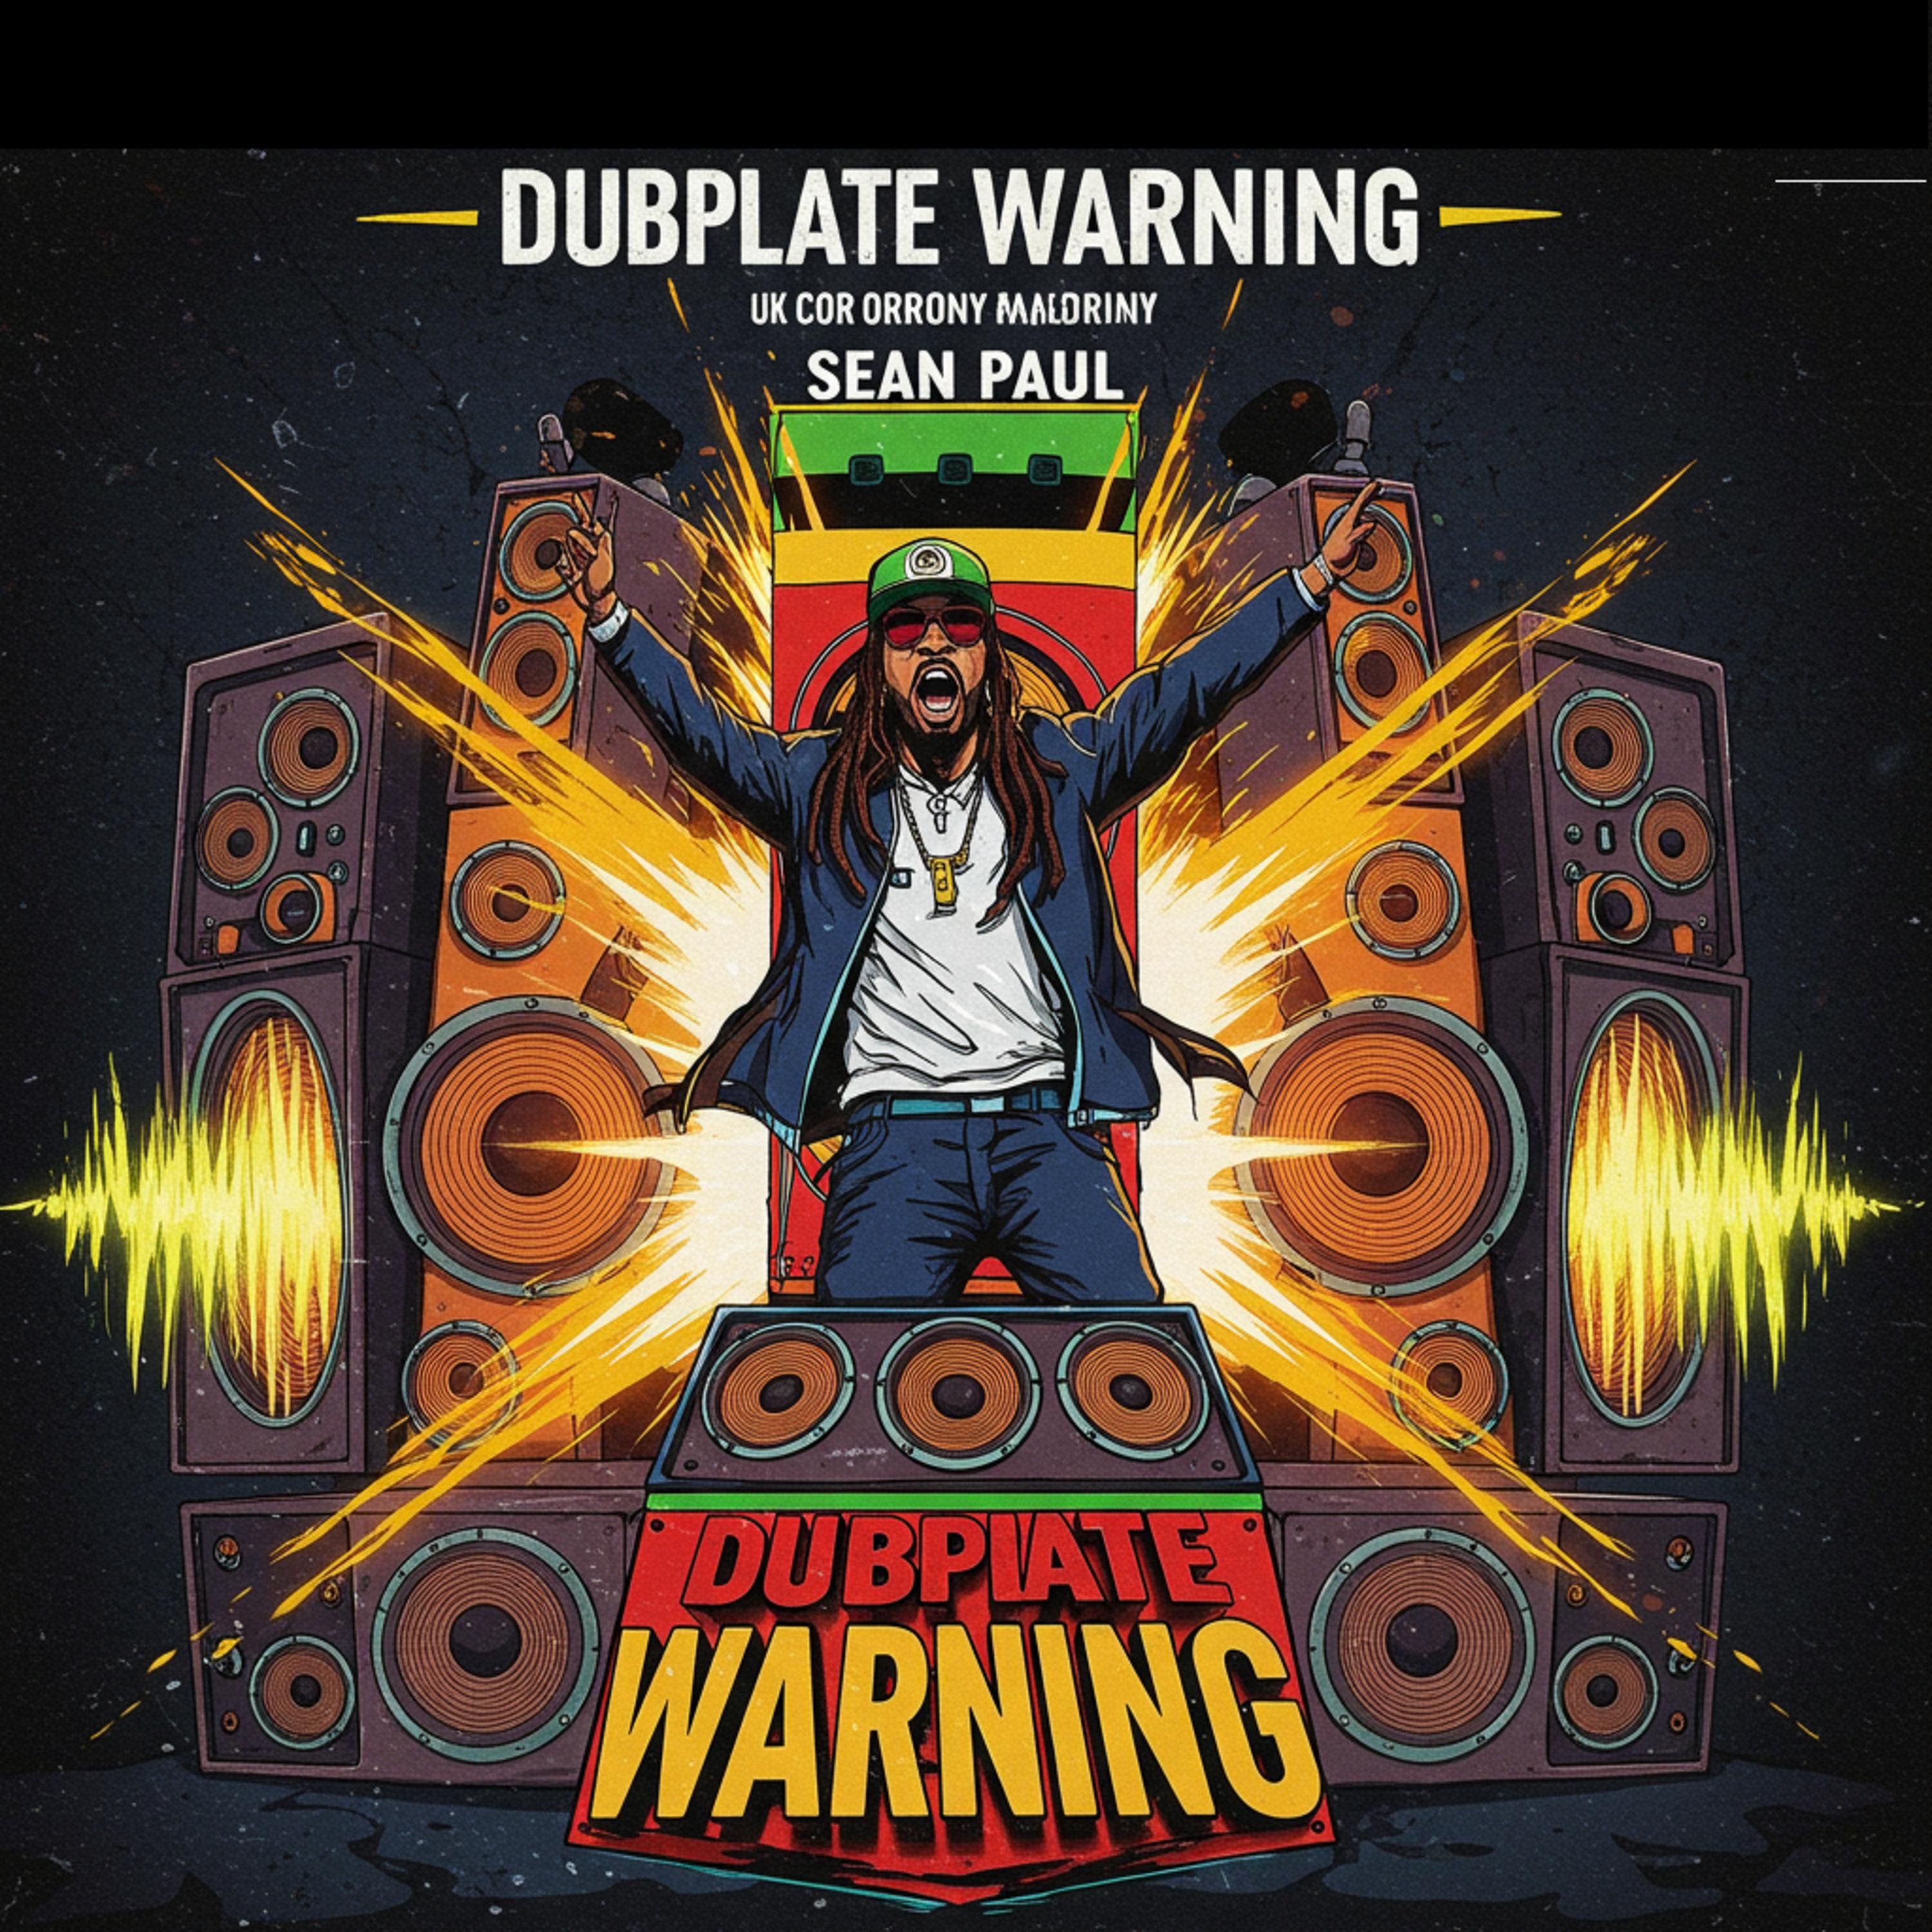 DUBPLATE WARNING
UK COR ORRONY MALDRINY
SEAN PAUL
DUBPLATE
WARNING